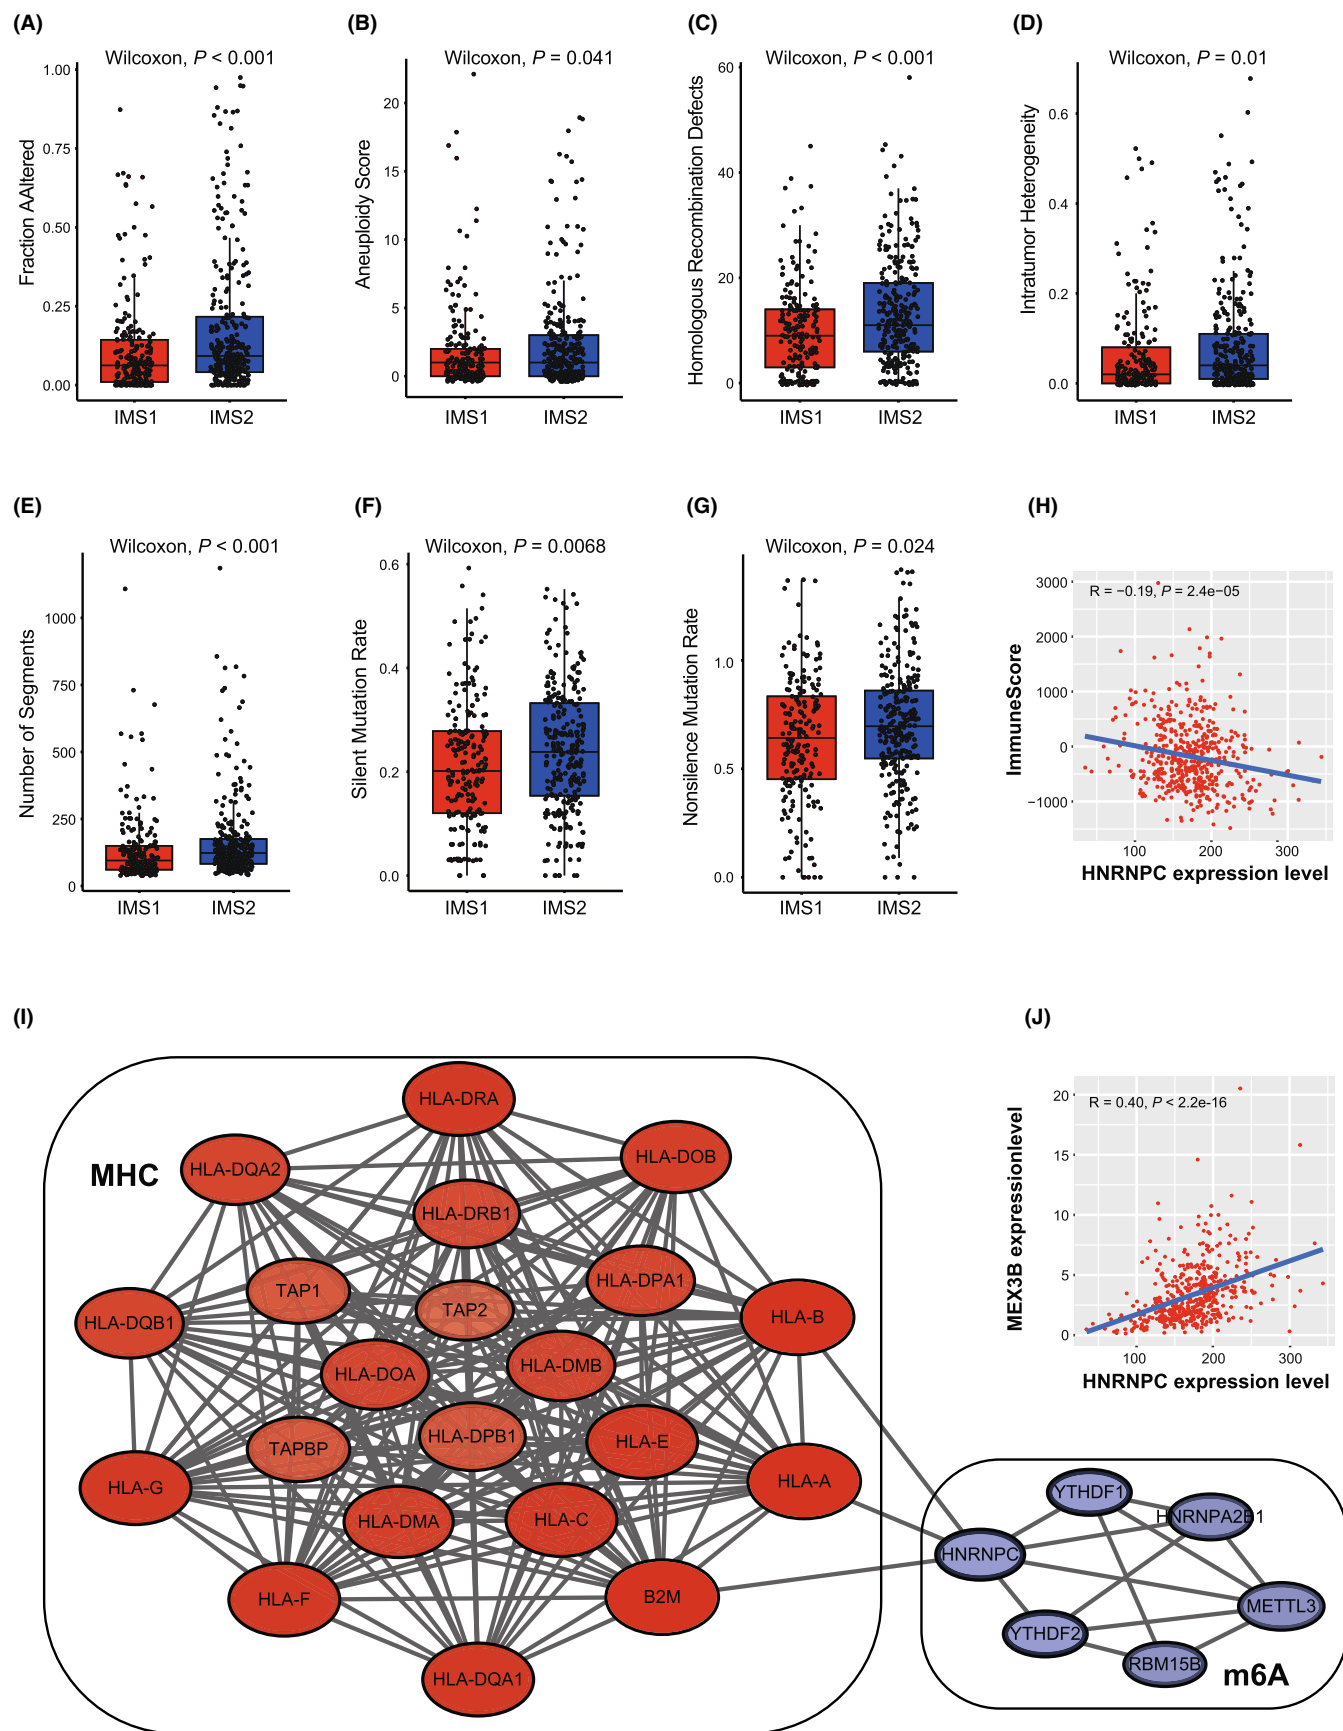 (A)
(B)
(C)
(D)
Wilcoxon, P < 0.001
Wilcoxon, P = 0.041
Wilcoxon, P < 0.001
Wilcoxon, P = 0.01
Fraction AAltered
1.00
0.75
0.50
0.25
0.00
IMS1
IMS2
Aneuploidy Score
20
15
10
5
0
IMS1
IMS2
Homologous Recombination Defects
60
40
20
0
IMS1
IMS2
Intratumor Heterogeneity
0.6
0.4
0.2
0.0
IMS1
IMS2
(E)
(F)
(G)
(H)
Wilcoxon, P < 0.001
Wilcoxon, P = 0.0068
Wilcoxon, P = 0.024
Number of Segments
1000
750
500
250
0
IMS1
IMS2
Silent Mutation Rate
0.6
0.4
0.2
0.0
IMS1
IMS2
Nonsilence Mutation Rate
1.0
0.5
0.0
IMS1
IMS2
R = −0.19, P = 2.4e−05
ImmuneScore
3000
2000
1000
0
−1000
100
200
300
HNRNPC expression level
(I)
(J)
MHC
HLA-DRA
HLA-DQA2
HLA-DOB
HLA-DRB1
TAP1
TAP2
HLA-DPA1
HLA-DQB1
HLA-B
HLA-DOA
HLA-DMB
TAPBP
HLA-DPB1
HLA-E
HLA-G
HLA-A
HLA-DMA
HLA-C
HLA-F
B2M
HLA-DQA1
R = 0.40, P < 2.2e-16
MEX3B expressionlevel
20
15
10
5
0
100
200
300
HNRNPC expression level
YTHDF1
HNRNPA2B1
HNRNPC
METTL3
YTHDF2
RBM15B
m6A